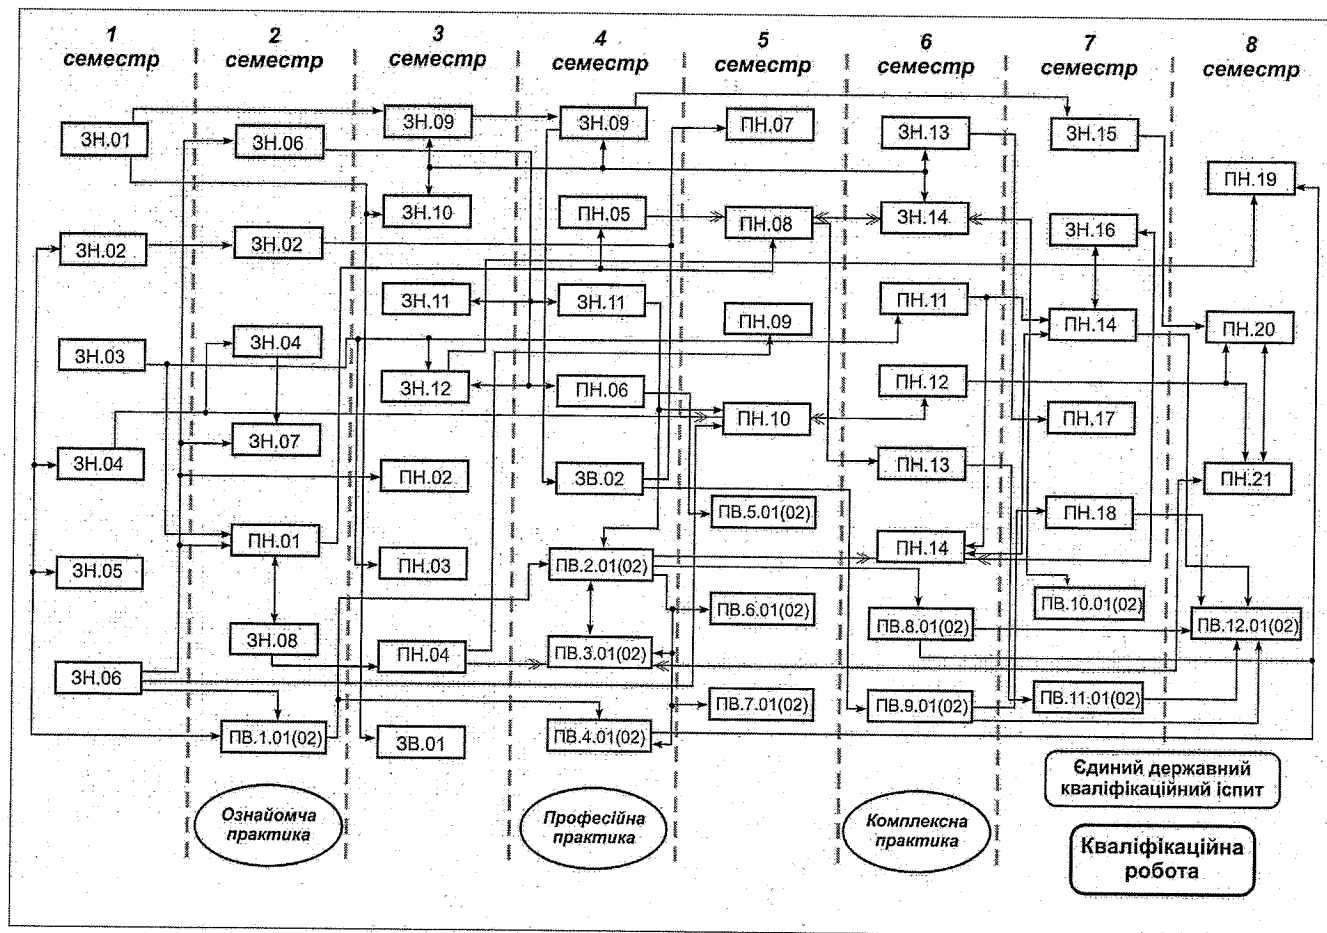 1
семестр
2
семестр
3
семестр
4
семестр
5
семестр
6
семестр
7
семестр
8
семестр
ЗН.01
ЗН.02
ЗН.03
ЗН.04
ЗН.05
ЗН.06
ЗН.06
ЗН.02
ЗН.04
ЗН.07
ПН.01
ЗН.08
ПВ.1.01(02)
Ознайомча
практика
ЗН.09
ЗН.10
ЗН.11
ЗН.12
ПН.02
ПН.03
ПН.04
ЗВ.01
ЗН.09
ПН.05
ЗН.11
ПН.06
ЗВ.02
ПВ.2.01(02)
ПВ.3.01(02)
ПВ.4.01(02)
Професійна
практика
ПН.07
ПН.08
ПН.09
ПН.10
ПВ.5.01(02)
ПВ.6.01(02)
ПВ.7.01(02)
ЗН.13
ЗН.14
ПН.11
ПН.12
ПН.13
ПН.14
ПВ.8.01(02)
ПВ.9.01(02)
Комплексна
практика
ЗН.15
ЗН.16
ПН.14
ПН.17
ПН.18
ПВ.10.01(02)
ПВ.11.01(02)
ПН.19
ПН.20
ПН.21
ПВ.12.01(02)
Єдиний державний
кваліфікаційний іспит
Кваліфікаційна
робота